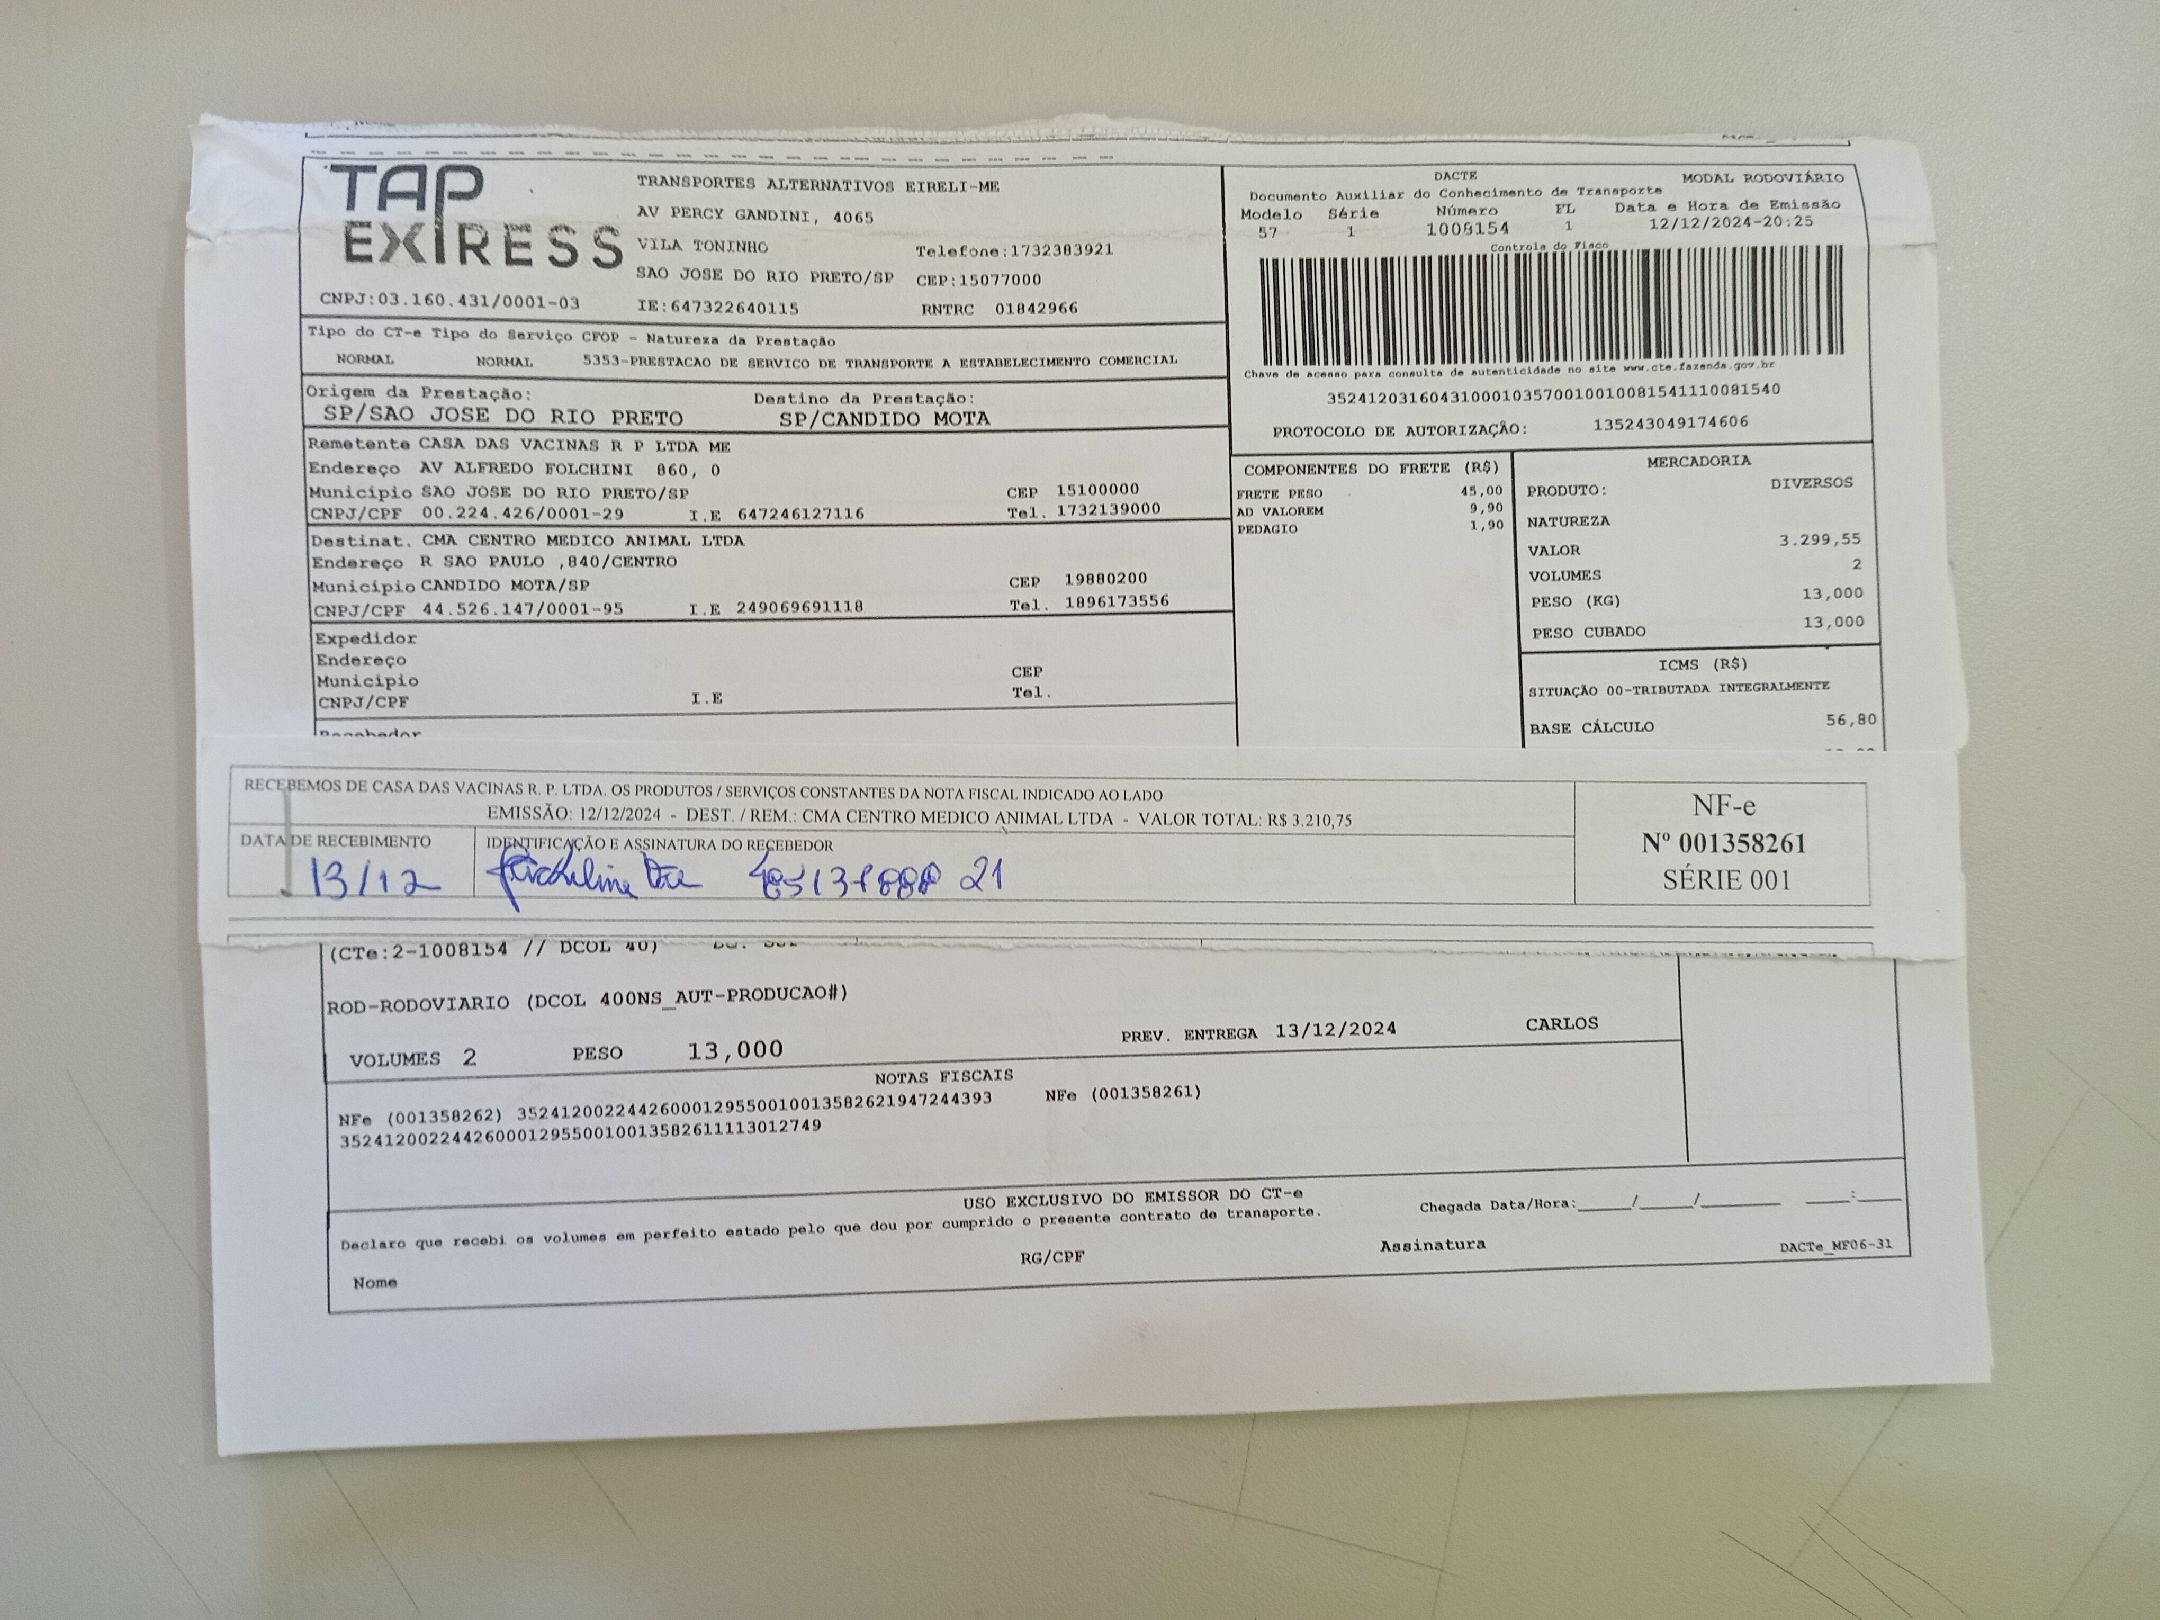 TAP
EXPRESS
TRANSPORTES ALTERNATIVOS EIRELI-ME
AV PERCY GANDINI, 4065
VILA TONINHO Telefone:1732383921
SAO JOSE DO RIO PRETO/SP CEP:15077000
CNPJ:03.160.431/0001-03 IE:647322640115 RNTRC 01842966
DACTE MODAL RODOVIÁRIO
Documento Auxiliar do Conhecimento de Transporte
Modelo Série Número FL Data e Hora de Emissão
57 1 1008154 1 12/12/2024-20:25
Controle do Fisco
Chave de acesso para consulta de autenticidade no site www.cte.fazenda.gov.br
35241203160431000103570010010081541110081540
PROTOCOLO DE AUTORIZAÇÃO: 135243049174606
Tipo do CT-e Tipo do Serviço CFOP - Natureza da Prestação
NORMAL NORMAL 5353-PRESTACAO DE SERVICO DE TRANSPORTE A ESTABELECIMENTO COMERCIAL
Origem da Prestação: Destino da Prestação:
SP/SAO JOSE DO RIO PRETO SP/CANDIDO MOTA
Remetente CASA DAS VACINAS R P LTDA ME
Endereço AV ALFREDO FOLCHINI 860, 0
Municipio SAO JOSE DO RIO PRETO/SP CEP 15100000
CNPJ/CPF 00.224.426/0001-29 I.E 647246127116 Tel. 1732139000
Destinat. CMA CENTRO MEDICO ANIMAL LTDA
Endereço R SAO PAULO ,840/CENTRO
Municipio CANDIDO MOTA/SP CEP 19880200
CNPJ/CPF 44.526.147/0001-95 I.E 249069691118 Tel. 1896173556
Expedidor
Endereço
Municipio CEP
CNPJ/CPF I.E Tel.
Recebedor
COMPONENTES DO FRETE (R$)
FRETE PESO 45,00
AD VALOREM 9,90
PEDAGIO 1,90
MERCADORIA
PRODUTO: DIVERSOS
NATUREZA
VALOR 3.299,55
VOLUMES 2
PESO (KG) 13,000
PESO CUBADO 13,000
ICMS (R$)
SITUAÇÃO 00-TRIBUTADA INTEGRALMENTE
BASE CÁLCULO 56,80
RECEBEMOS DE CASA DAS VACINAS R. P. LTDA. OS PRODUTOS / SERVIÇOS CONSTANTES DA NOTA FISCAL INDICADO AO LADO
EMISSÃO: 12/12/2024 - DEST. / REM.: CMA CENTRO MEDICO ANIMAL LTDA - VALOR TOTAL: R$ 3.210,75
DATA DE RECEBIMENTO IDENTIFICAÇÃO E ASSINATURA DO RECEBEDOR
13/12
NF-e
Nº 001358261
SÉRIE 001
(CTe:2-1008154 // DCOL 40)
ROD-RODOVIARIO (DCOL 400NS_AUT-PRODUCAO#)
VOLUMES 2 PESO 13,000 PREV. ENTREGA 13/12/2024 CARLOS
NOTAS FISCAIS
NFe (001358262) 35241200224426000129550010013582621947244393 NFe (001358261)
35241200224426000129550010013582611113012749
USO EXCLUSIVO DO EMISSOR DO CT-e
Declaro que recebi os volumes em perfeito estado pelo que dou por cumprido o presente contrato de transporte. Chegada Data/Hora:_____/_____/_______ ____:____
Nome RG/CPF Assinatura DACTe_MF06-31